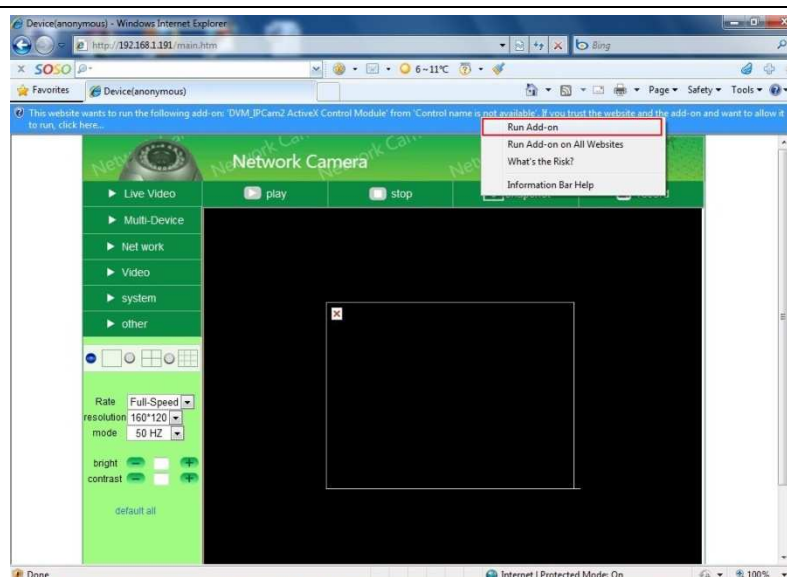 Device(anonymous) - Windows Internet Explorer
http://192.168.1.191/main.htm
Bing
SOSO
6~11℃
Favorites
Device(anonymous)
Page Safety Tools
This website wants to run the following add-on: 'DVM_IPCam2 ActiveX Control Module' from 'Control name is not available'. If you trust the website and the add-on and want to allow it
to run, click here...
Run Add-on
Run Add-on on All Websites
What's the Risk?
Information Bar Help
Network Camera
Live Video
play
stop
Multi-Device
Net work
Video
system
other
Rate Full-Speed
resolution 160*120
mode 50 HZ
bright
contrast
default all
Done
Internet | Protected Mode: On
100%